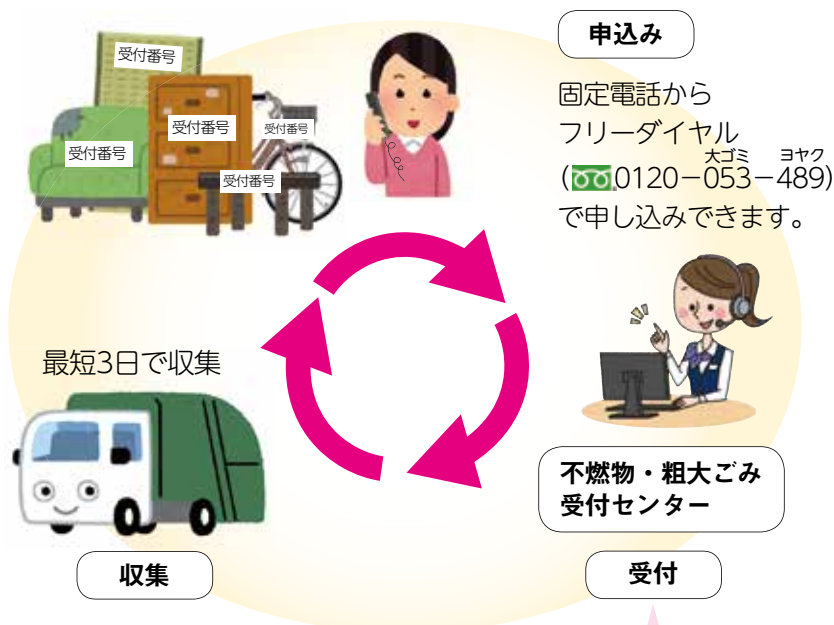 申込み
固定電話から
フリーダイヤル
大ゴミ ヨヤク
(0120−053−489)
で申し込みできます。
受付番号
受付番号
受付番号
受付番号
受付番号
不燃物・粗大ごみ
受付センター
受付
最短3日で収集
収集